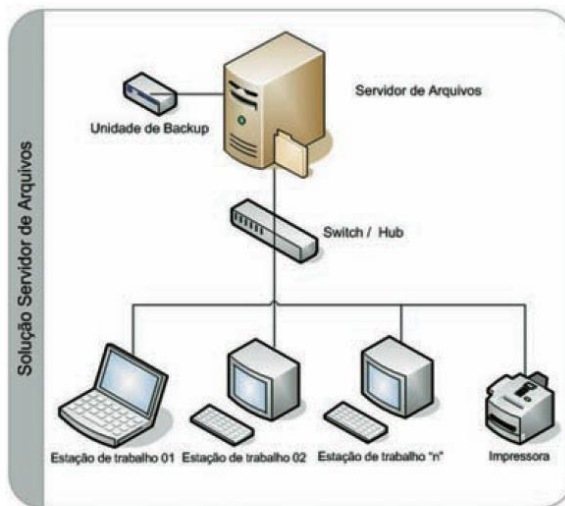 Solução Servidor de Arquivos
Servidor de Arquivos
Unidade de Backup
Switch / Hub
Estação de trabalho 01
Estação de trabalho 02
Estação de trabalho "n"
Impressora